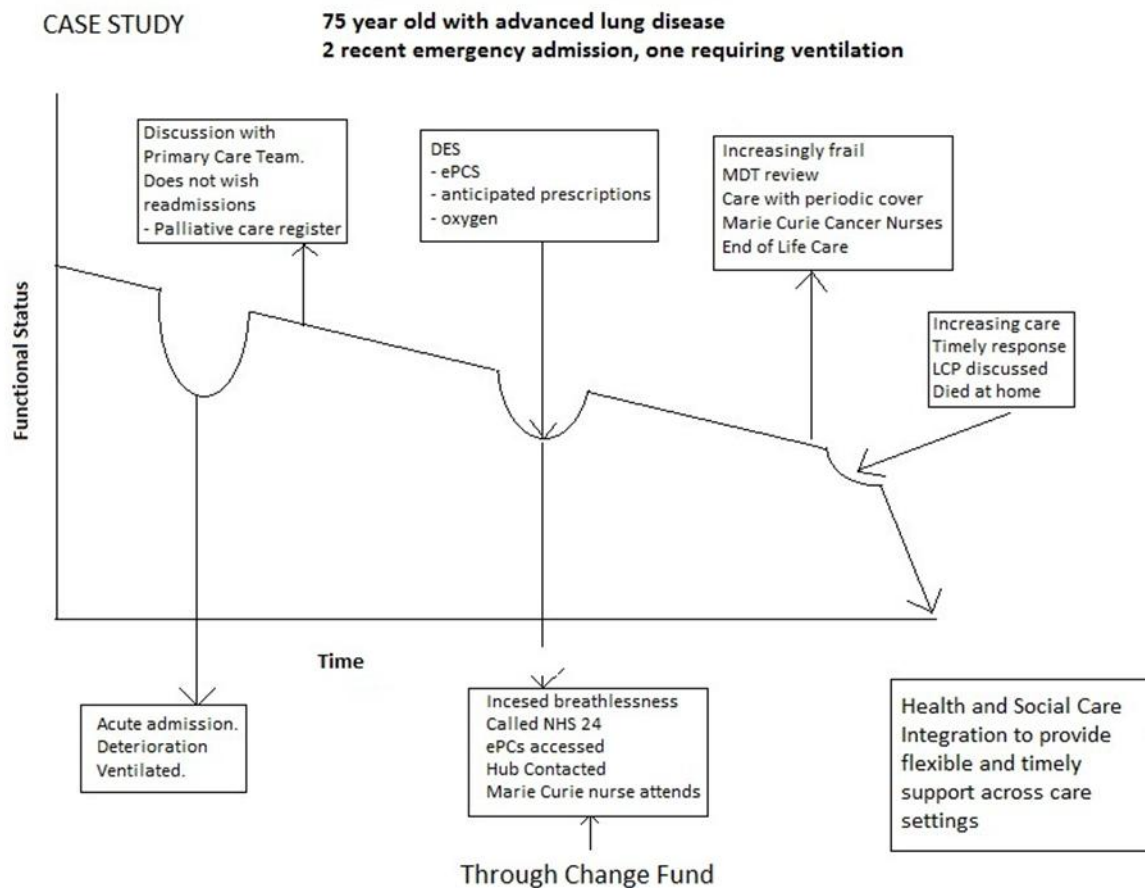 CASE STUDY
75 year old with advanced lung disease
2 recent emergency admission, one requiring ventilation
Discussion with
Primary Care Team.
Does not wish
readmissions
- Palliative care register
DES
- ePCS
- anticipated prescriptions
- oxygen
Increasingly frail
MDT review
Care with periodic cover
Marie Curie Cancer Nurses
End of Life Care
Increasing care
Timely response
LCP discussed
Died at home
Functional Status
Time
Acute admission.
Deterioration
Ventilated.
Incesed breathlessness
Called NHS 24
ePCs accessed
Hub Contacted
Marie Curie nurse attends
Through Change Fund
Health and Social Care
Integration to provide
flexible and timely
support across care
settings